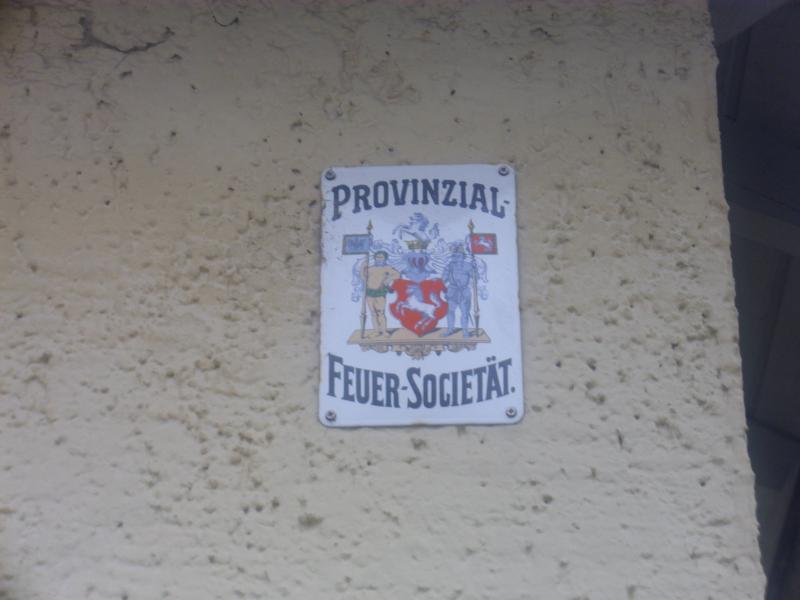 PROVINZIAL-
FEUER-SOCIETÄT.